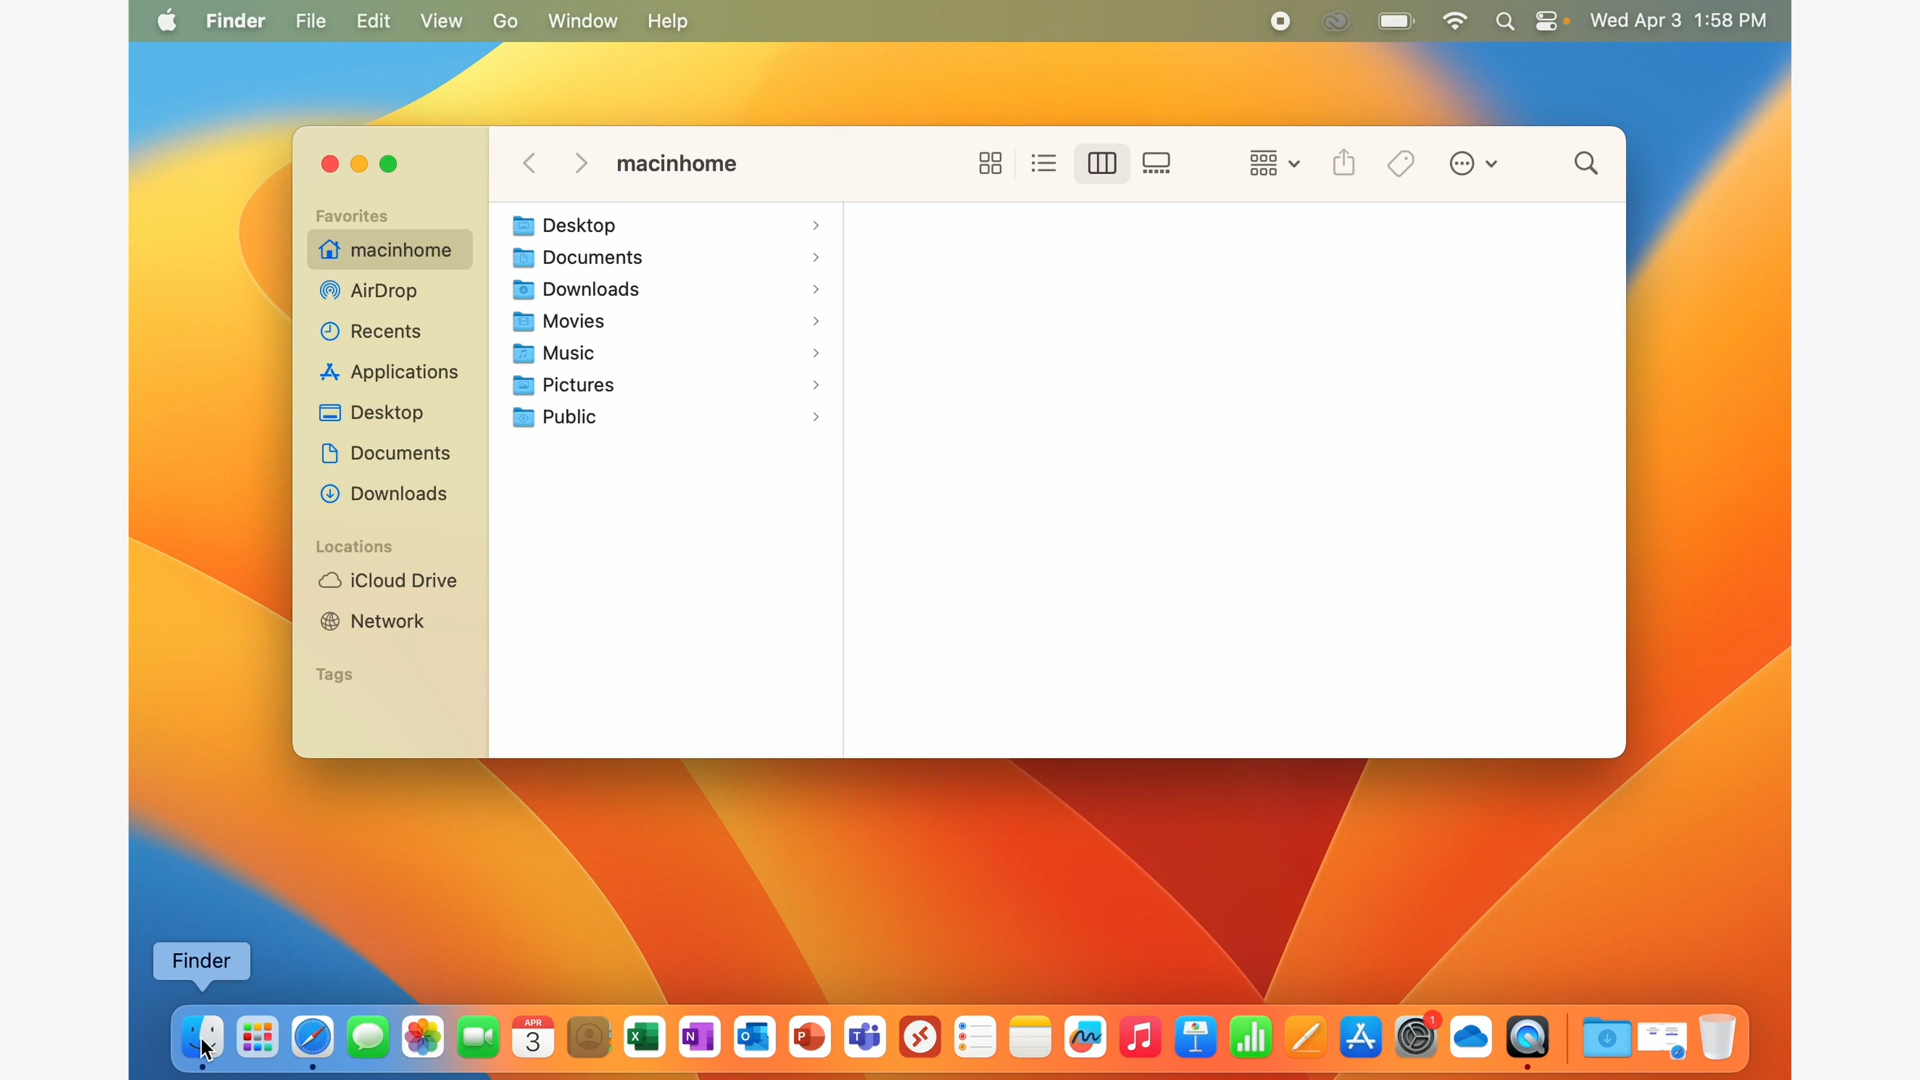 Finder File Edit View Go Window Help Wed Apr 3 1:58 PM
macinhome
Favorites
macinhome
AirDrop
Recents
Applications
Desktop
Documents
Downloads
Locations
iCloud Drive
Network
Tags
Desktop
Documents
Downloads
Movies
Music
Pictures
Public
Finder
APR
3
X
N
O
P
T
1